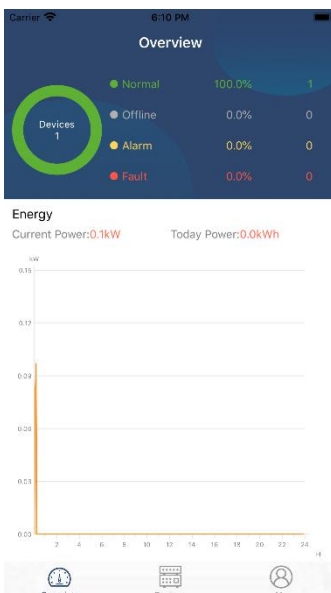 Carrier 6:10 PM
Overview
Devices
1
Normal 100.0% 1
Offline 0.0% 0
Alarm 0.0% 0
Fault 0.0% 0
Energy
Current Power:0.1kW Today Power:0.0kWh
kW
0.15
0.12
0.09
0.06
0.03
0.00
2 4 6 8 10 12 14 16 18 20 22 24
H